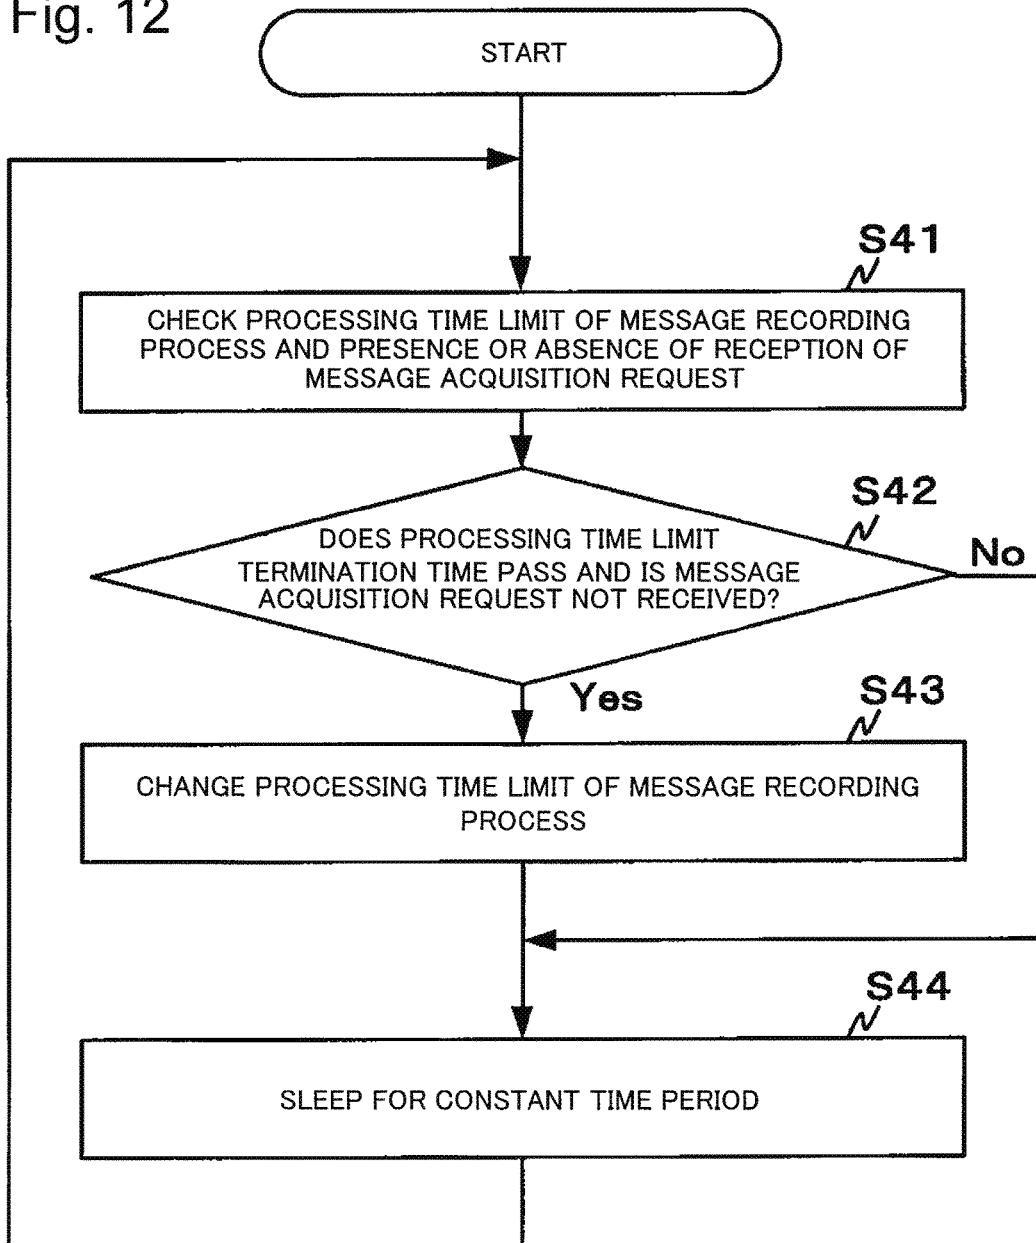 Fig. 12
START
S41
CHECK PROCESSING TIME LIMIT OF MESSAGE RECORDING
PROCESS AND PRESENCE OR ABSENCE OF RECEPTION OF
MESSAGE ACQUISITION REQUEST
S42
DOES PROCESSING TIME LIMIT
TERMINATION TIME PASS AND IS MESSAGE
ACQUISITION REQUEST NOT RECEIVED?
No
Yes
S43
CHANGE PROCESSING TIME LIMIT OF MESSAGE RECORDING
PROCESS
S44
SLEEP FOR CONSTANT TIME PERIOD